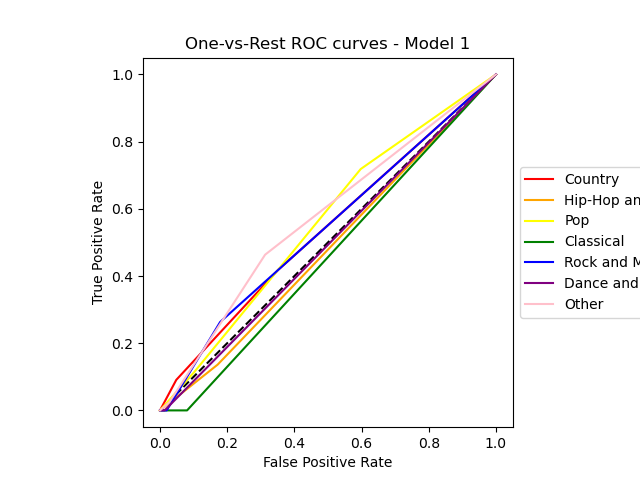 One-vs-Rest ROC curves - Model 1
True Positive Rate
1.0
0.8
0.6
0.4
0.2
0.0
0.0 0.2 0.4 0.6 0.8 1.0
False Positive Rate
Country
Hip-Hop an
Pop
Classical
Rock and M
Dance and
Other